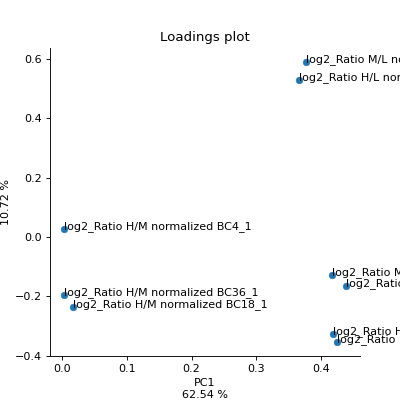 Loadings plot
0.6
log2_Ratio M/L no
log2_Ratio H/L nor
0.4
0.2
10.72 %
0.0
log2_Ratio H/M normalized BC4_1
log2_Ratio M
log2_Ratio
−0.2
log2_Ratio H/M normalized BC36_1
log2_Ratio H/M normalized BC18_1
log2_Ratio H
log2_Ratio
−0.4
0.0 0.1 0.2 0.3 0.4
PC1
62.54 %